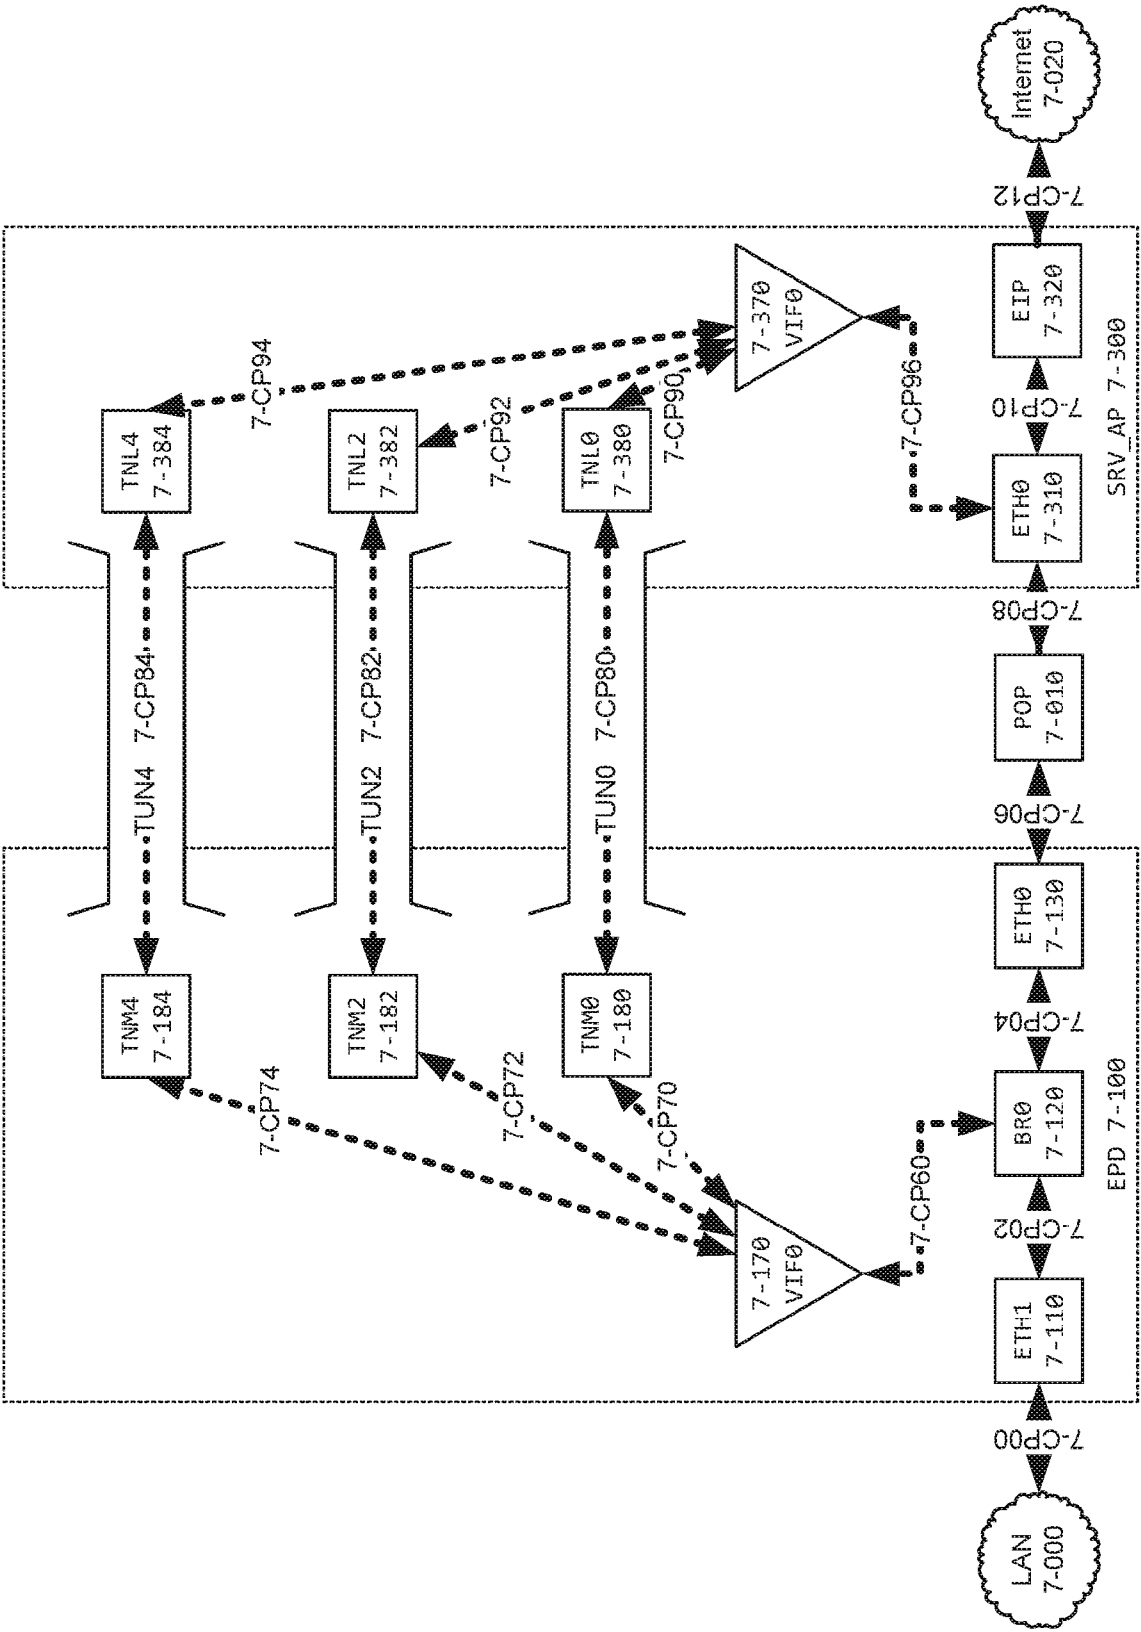 TNM4
7-184
TUN4
7-CP84
TNL4
7-384
7-CP74
7-CP94
TNM2
7-182
TUN2
7-CP82
TNL2
7-382
7-CP72
7-CP92
TNM0
7-180
TUN0
7-CP80
TNL0
7-380
7-CP70
7-CP90
7-170
VIF0
7-370
VIF0
7-CP60
7-CP96
LAN
7-000
7-CP00
ETH1
7-110
7-CP02
BR0
7-120
7-CP04
ETH0
7-130
7-CP06
POP
7-010
7-CP08
ETH0
7-310
7-CP10
EIP
7-320
7-CP12
Internet
7-020
EPD 7-100
SRV_AP 7-300